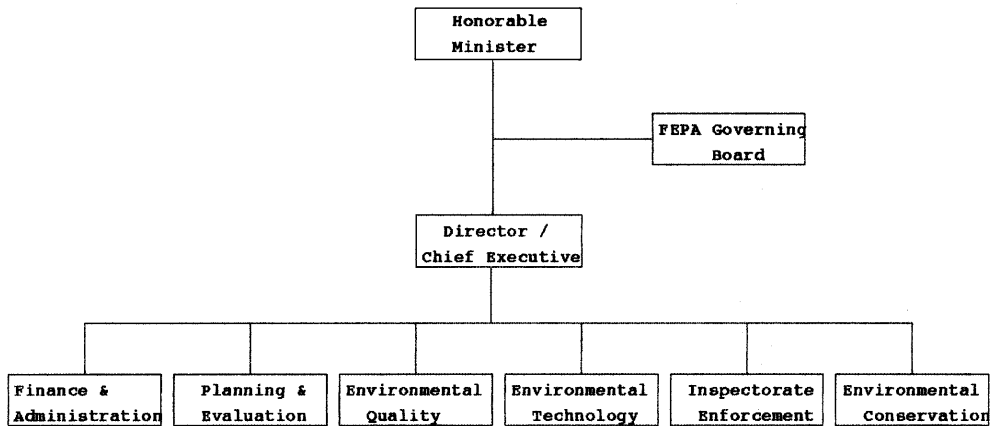 Honorable
Minister
FEPA Governing
Board
Director /
Chief Executive
Finance &
Administration
Planning &
Evaluation
Environmental
Quality
Environmental
Technology
Inspectorate
Enforcement
Environmental
Conservation